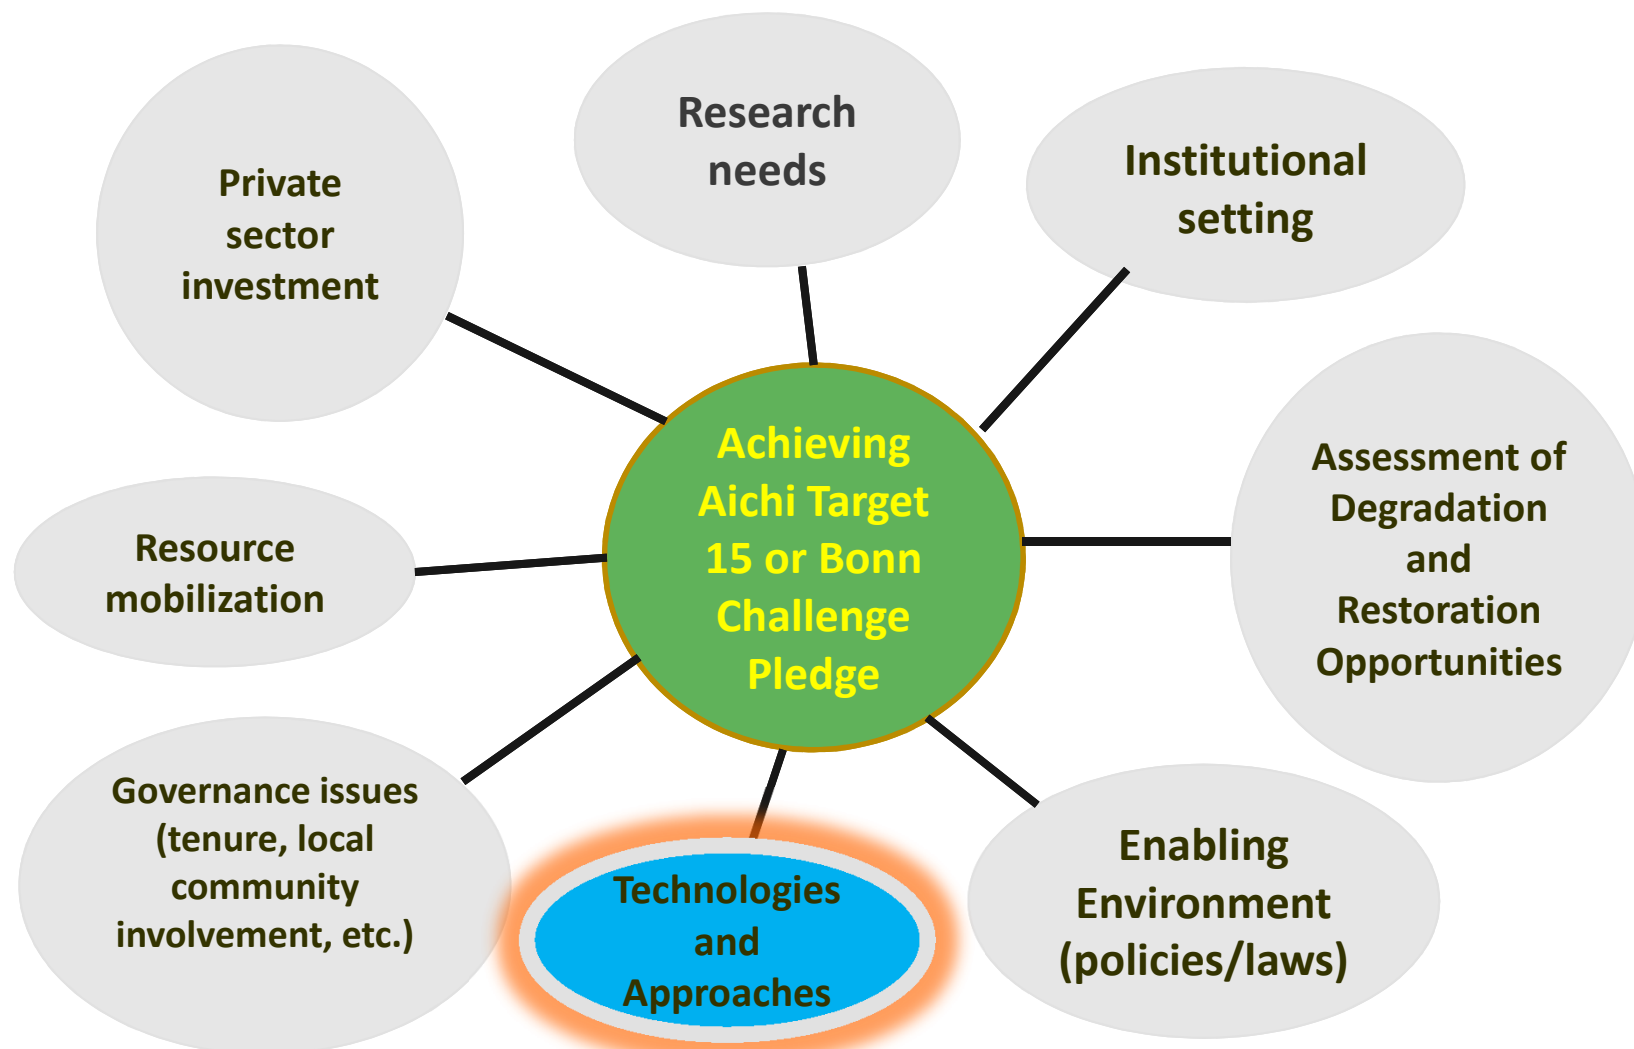 Research
needs
Institutional
setting
Private
sector
investment
Achieving
Aichi Target
15 or Bonn
Challenge
Pledge
Assessment of
Degradation
and
Restoration
Opportunities
Resource
mobilization
Governance issues
(tenure, local
community
involvement, etc.)
Technologies
and
Approaches
Enabling
Environment
(policies/laws)